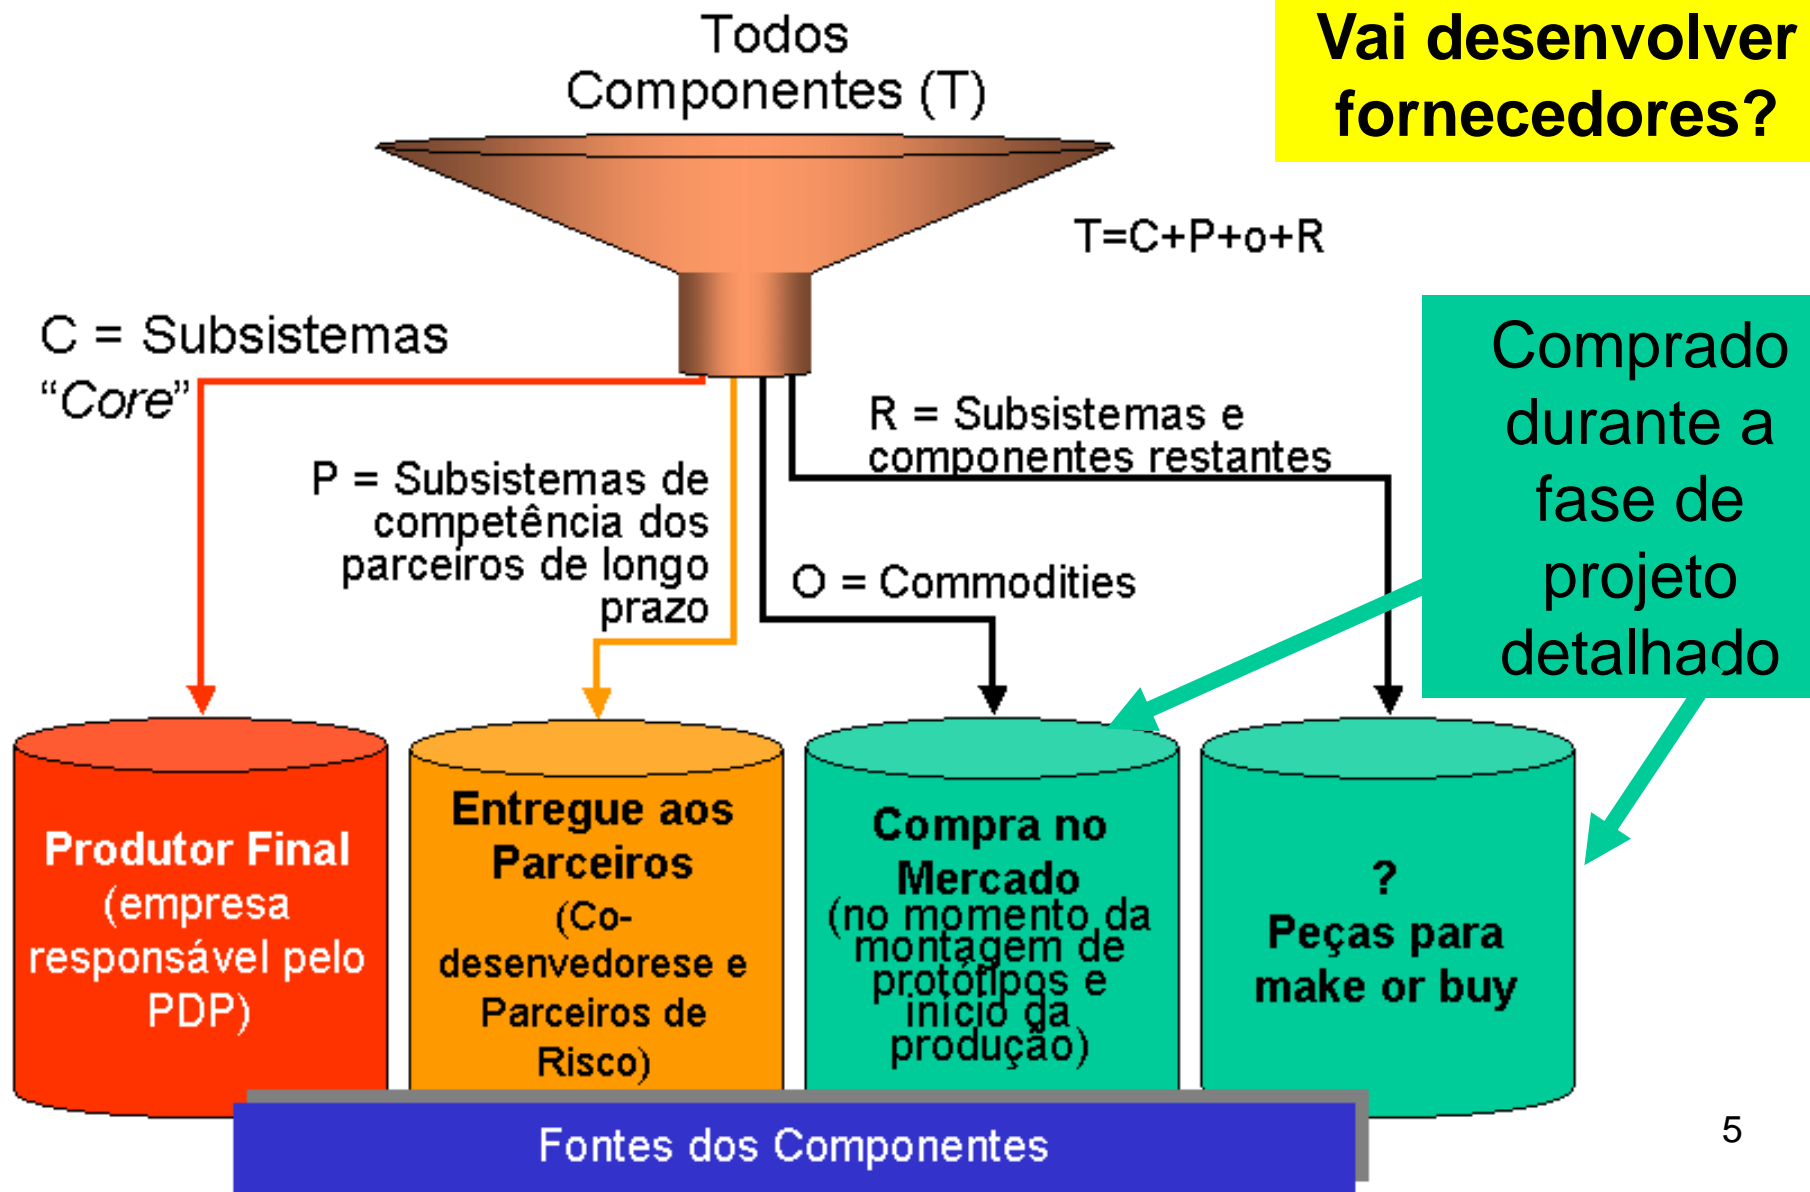 Todos
Componentes (T)
Vai desenvolver
fornecedores?
T=C+P+o+R
C = Subsistemas
“Core”
P = Subsistemas de
competência dos
parceiros de longo
prazo
O = Commodities
R = Subsistemas e
componentes restantes
Comprado
durante a
fase de
projeto
detalhado
Produtor Final
(empresa
responsável pelo
PDP)
Entregue aos
Parceiros
(Co-
desenvedorese e
Parceiros de
Risco)
Compra no
Mercado
(no momento da
montagem de
protótipos e
início da
produção)
?
Peças para
make or buy
Fontes dos Componentes
5